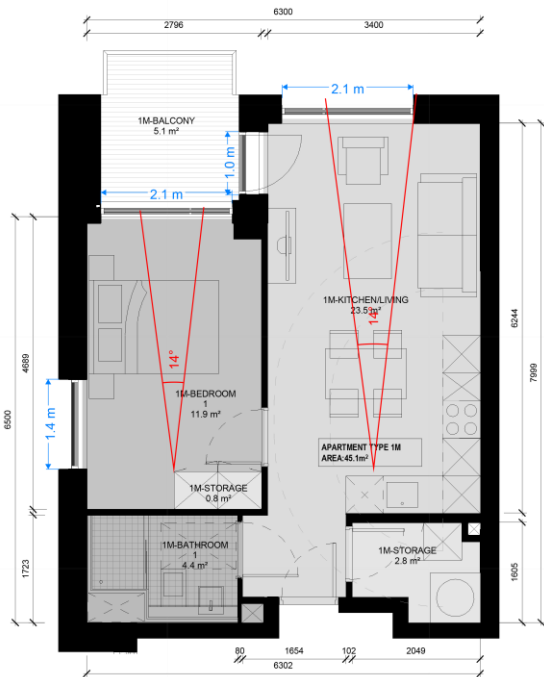 6300
2796
3400
2.1 m
1M-BALCONY
5.1 m²
1.0 m
2.1 m
1M-KITCHEN/LIVING
23.5 m²
14°
14°
4689
6500
6244
7999
1M-BEDROOM
1
11.9 m²
1.4 m
APARTMENT TYPE 1M
AREA:45.1m²
1M-STORAGE
0.8 m²
1M-BATHROOM
1
4.4 m²
1M-STORAGE
2.8 m²
1723
1605
80
1654
102
2049
6302